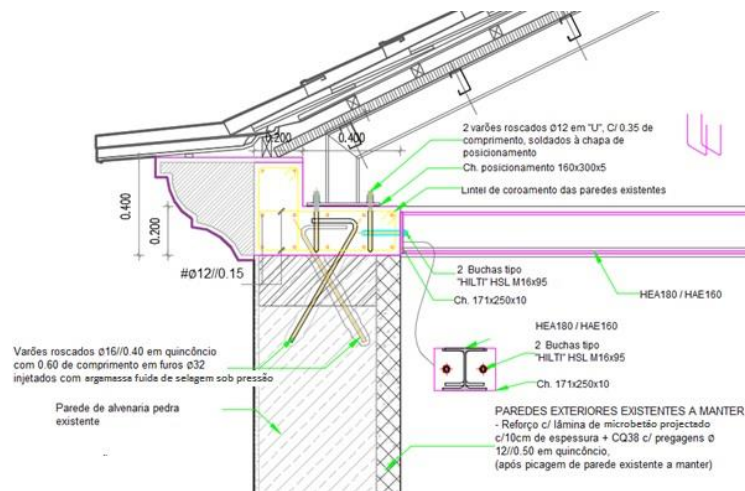 0.200
0.400
2 varões roscados Ø12 em "U", C/ 0.35 de
comprimento, soldados à chapa de
posicionamento
Ch. posicionamento 160x300x5
Lintel de coroamento das paredes existentes
0.400
0.200
#Ø12//0.15
2 Buchas tipo
"HILTI" HSL M16x95
Ch. 171x250x10
HEA180 / HAE160
HEA180 / HAE160
2 Buchas tipo
"HILTI" HSL M16x95
Ch. 171x250x10
Varões roscados Ø16//0.40 em quincôncio
com 0.60 de comprimento em furos Ø32
injetados com argamassa fluida de selagem sob pressão
Parede de alvenaria pedra
existente
PAREDES EXTERIORES EXISTENTES A MANTER
- Reforço c/ lâmina de microbetão projectado
c/10cm de espessura + CQ38 c/ pregagens Ø
12//0.50 em quincôncio,
(após picagem de parede existente a manter)